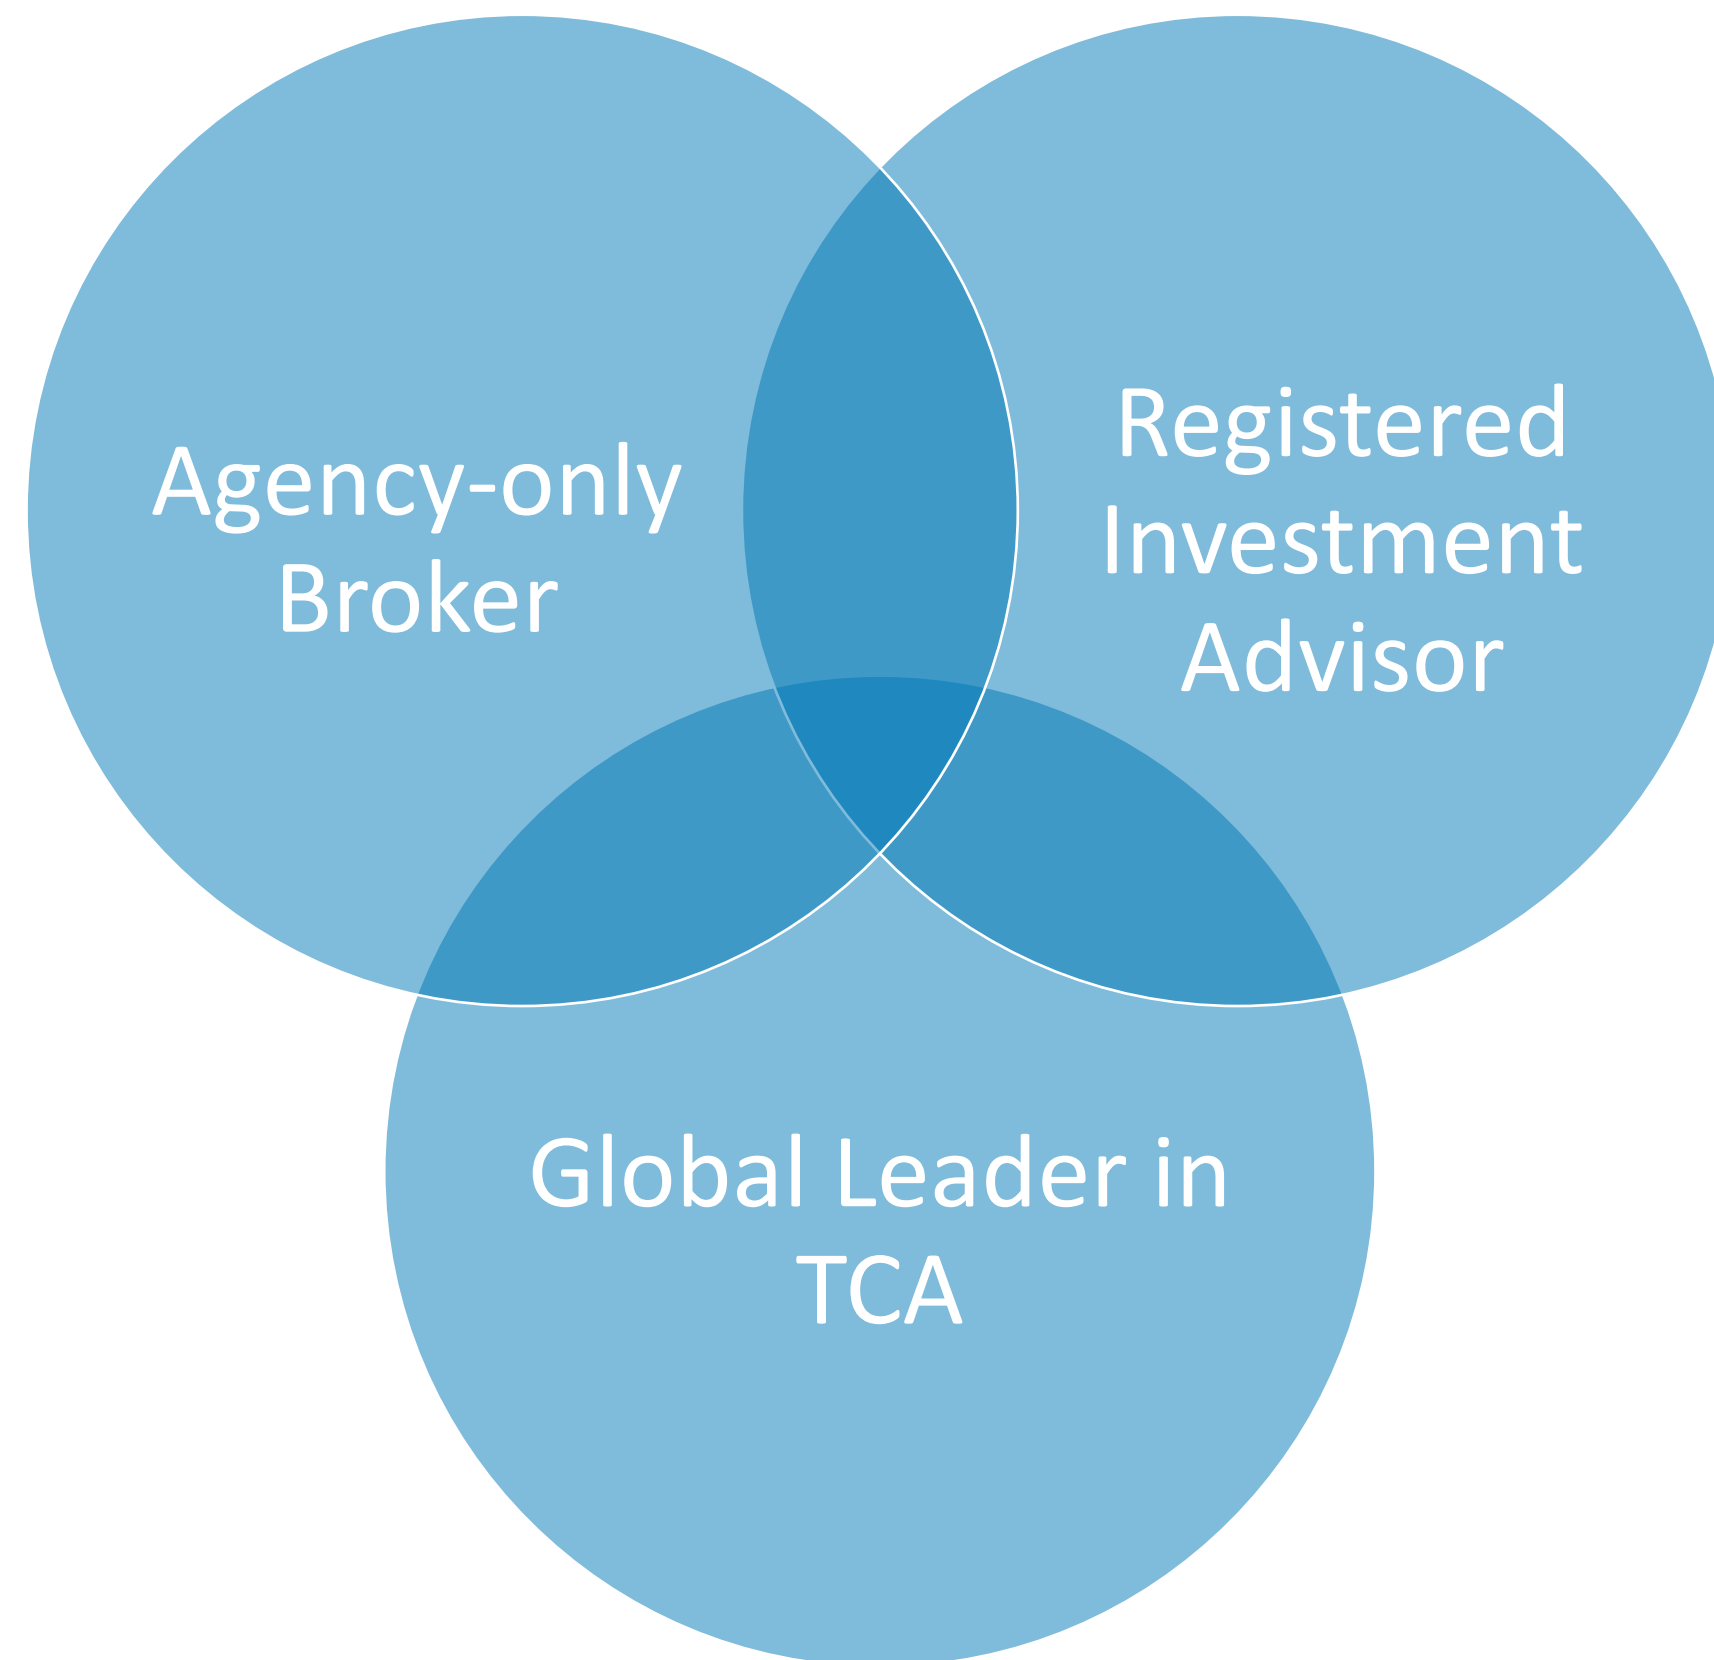 Agency-only
Broker
Registered
Investment
Advisor
Global Leader in
TCA